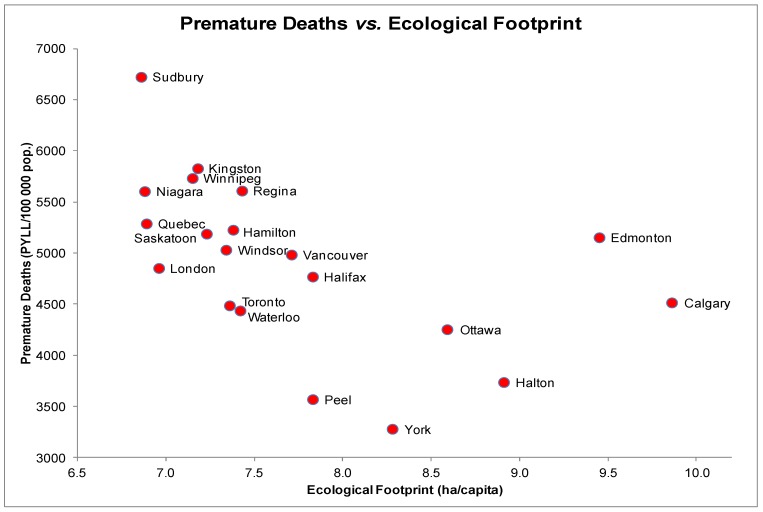 Premature Deaths vs. Ecological Footprint
7000
Sudbury
6500
6000
Kingston
Winnipeg
Niagara
Regina
5500
Quebec
Hamilton
Saskatoon
Edmonton
Windsor
Vancouver
5000
London
Halifax
Toronto
Calgary
4500
Waterloo
Ottawa
4000
Halton
Peel
3500
York
3000
6.5 7.0 7.5 8.0 8.5 9.0 9.5 10.0
Premature Deaths (PYLL/100 000 pop.)
Ecological Footprint (ha/capita)